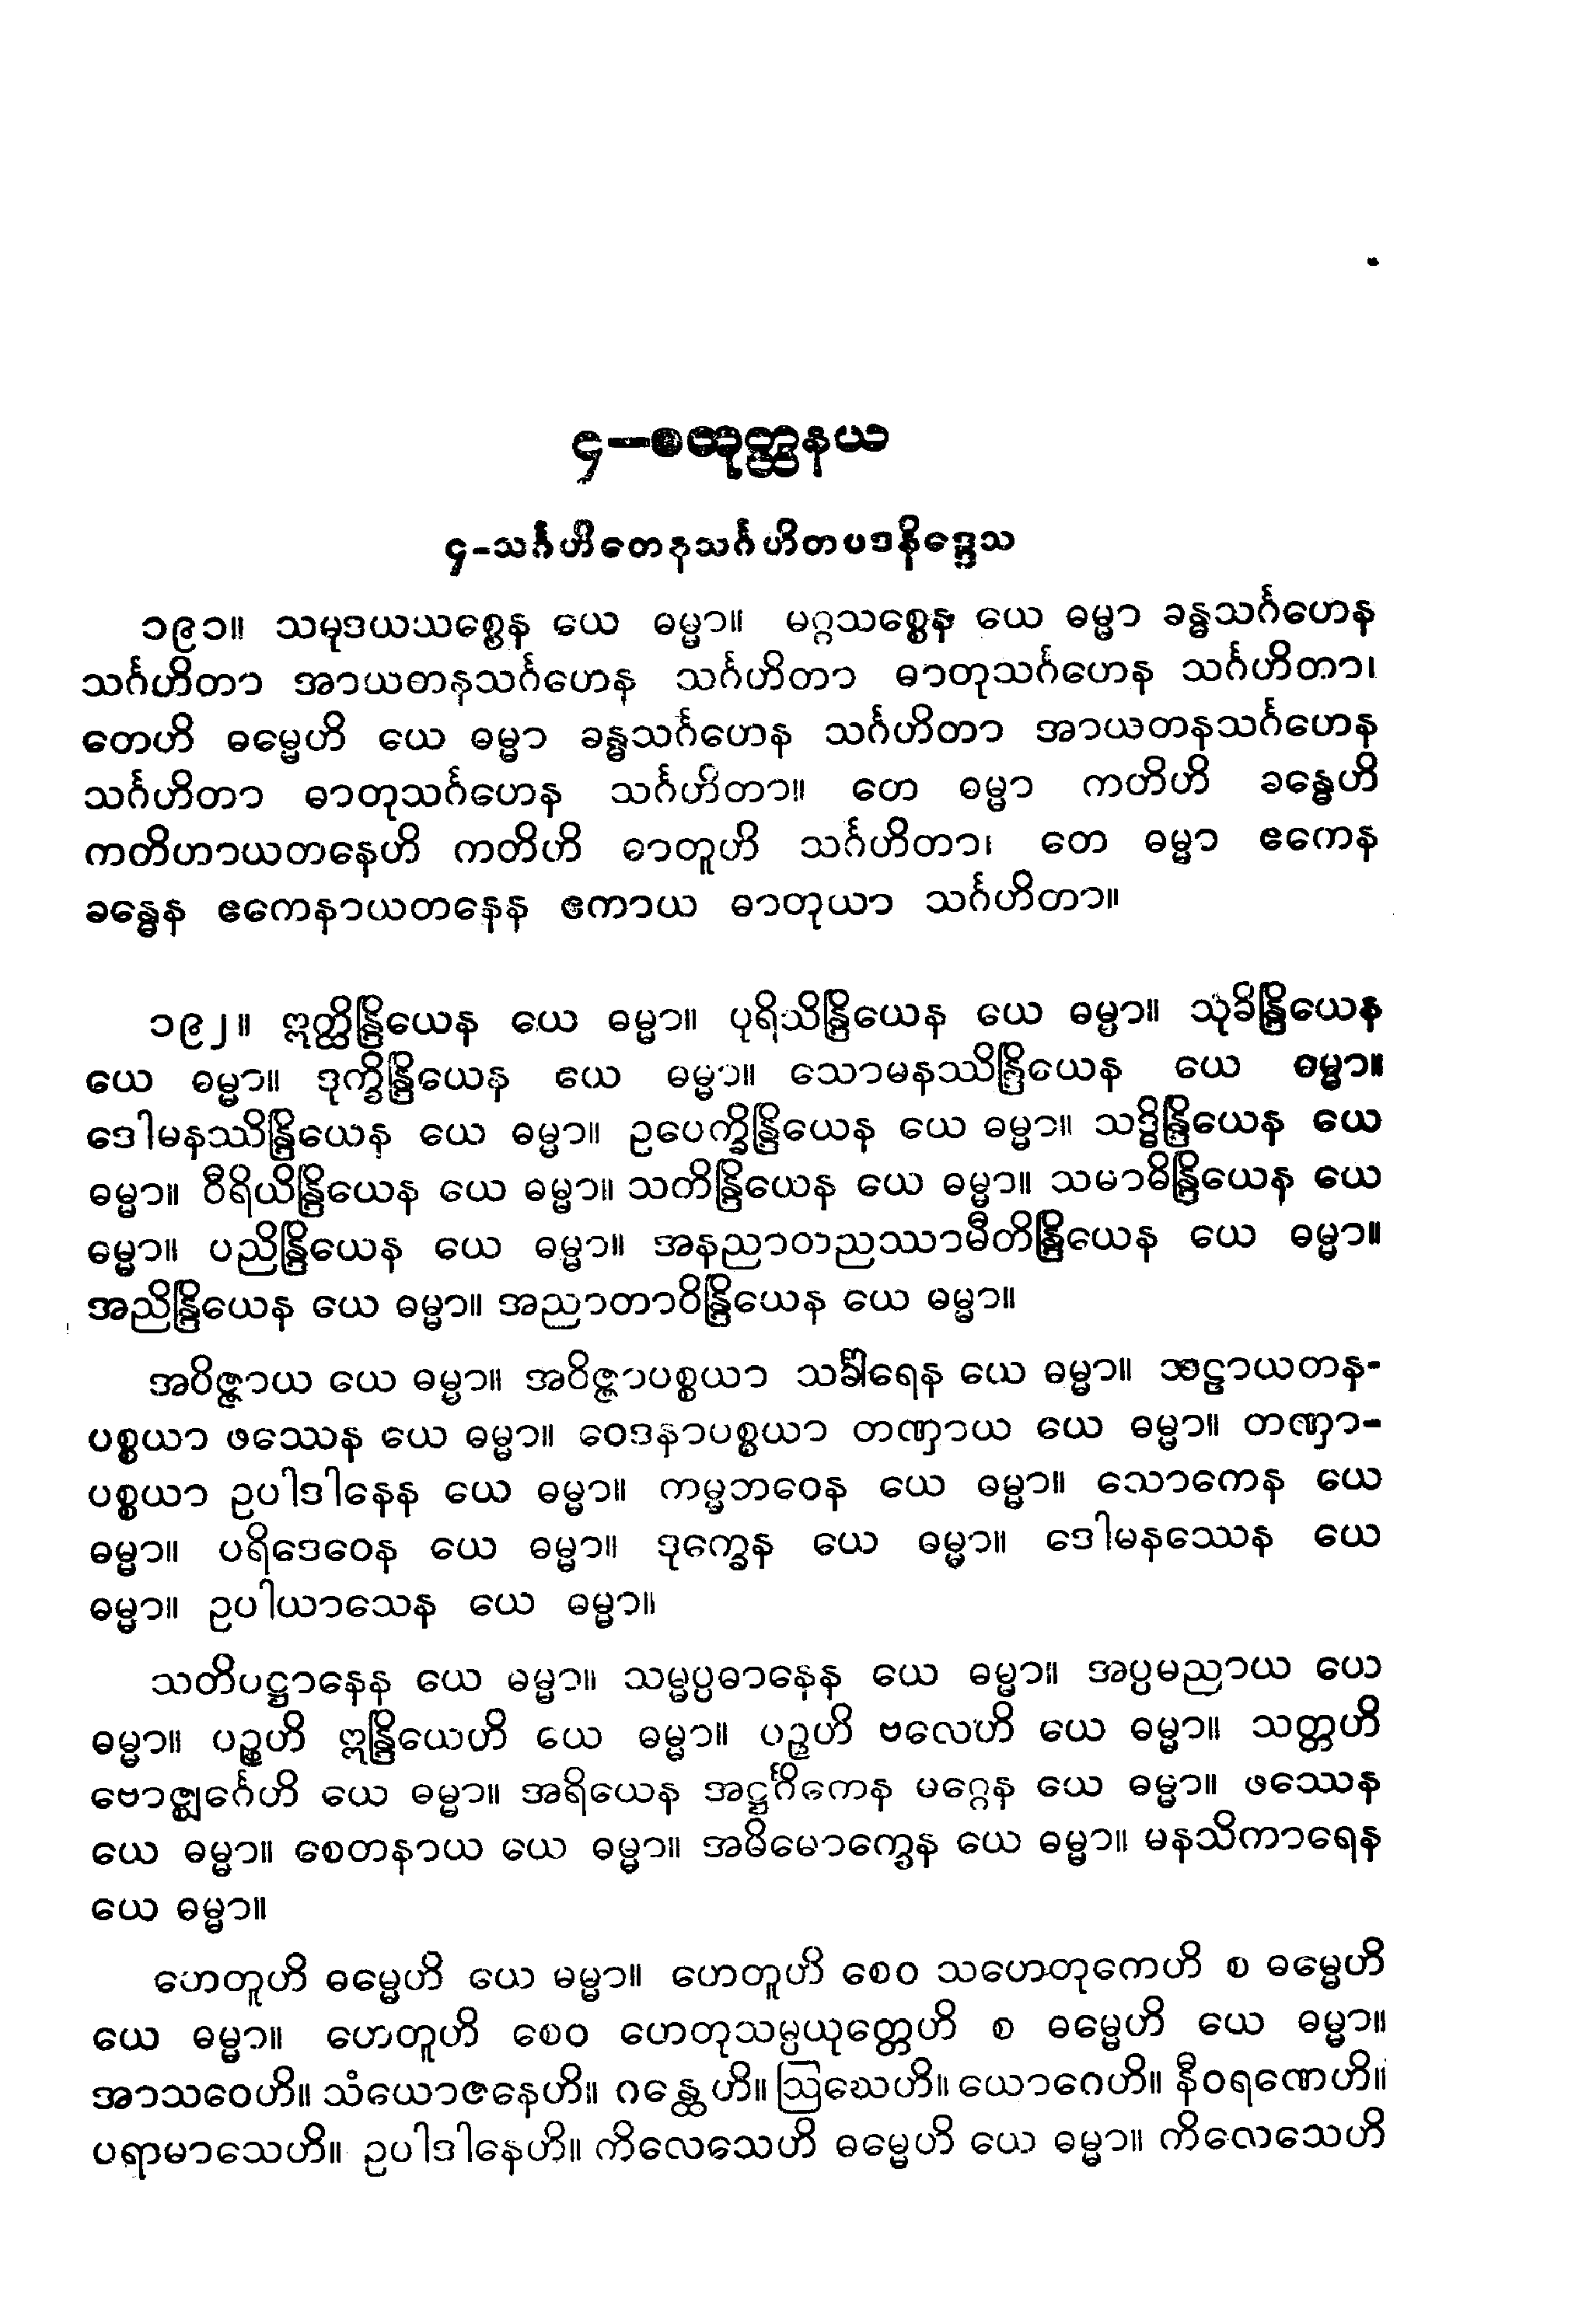 ၄-စတုတ္ထနယ
၄-သင်္ဂဟိတေနသင်္ဂဟိတပဒနိဒ္ဒေသ
၁၉၁။ သမုဒယသစ္စေန ယေ ဓမ္မာ။ မဂ္ဂသစ္စေန ယေ ဓမ္မာ ခန္ဓသင်္ဂဟေန
သင်္ဂဟိတာ အာယတနသင်္ဂဟေန သင်္ဂဟိတာ ဓာတုသင်္ဂဟေန သင်္ဂဟိတာ၊
တေဟိ ဓမ္မေဟိ ယေ ဓမ္မာ ခန္ဓသင်္ဂဟေန သင်္ဂဟိတာ အာယတနသင်္ဂဟေန
သင်္ဂဟိတာ ဓာတုသင်္ဂဟေန သင်္ဂဟိတာ။ တေ ဓမ္မာ ကတိဟိ ခန္ဓေဟိ
ကတိဟာယတနေဟိ ကတိဟိ ဓာတူဟိ သင်္ဂဟိတာ၊ တေ ဓမ္မာ ဧကေန
ခန္ဓေန ဧကေနာယတနေန ဧကာယ ဓာတုယာ သင်္ဂဟိတာ။
၁၉၂။ ဣတ္ထိန္ဒြိယေန ယေ ဓမ္မာ။ ပုရိသိန္ဒြိယေန ယေ ဓမ္မာ။ သုခိန္ဒြိယေန
ယေ ဓမ္မာ။ ဒုက္ခိန္ဒြိယေန ယေ ဓမ္မာ။ သောမနဿိန္ဒြိယေန ယေ ဓမ္မာ။
ဒေါမနဿိန္ဒြိယေန ယေ ဓမ္မာ။ ဥပေက္ခိန္ဒြိယေန ယေ ဓမ္မာ။ သဒ္ဓိန္ဒြိယေန ယေ
ဓမ္မာ။ ဝီရိယိန္ဒြိယေန ယေ ဓမ္မာ။ သတိန္ဒြိယေန ယေ ဓမ္မာ။ သမာဓိန္ဒြိယေန ယေ
ဓမ္မာ။ ပညိန္ဒြိယေန ယေ ဓမ္မာ။ အနညာတညဿာမီတိန္ဒြိယေန ယေ ဓမ္မာ။
အညိန္ဒြိယေန ယေ ဓမ္မာ။ အညာတာဝိန္ဒြိယေန ယေ ဓမ္မာ။
အဝိဇ္ဇာယ ယေ ဓမ္မာ။ အဝိဇ္ဇာပစ္စယာ သင်္ခါရေန ယေ ဓမ္မာ။ သဠာယတန-
ပစ္စယာ ဖဿေန ယေ ဓမ္မာ။ ဝေဒနာပစ္စယာ တဏှာယ ယေ ဓမ္မာ။ တဏှာ-
ပစ္စယာ ဥပါဒါနေန ယေ ဓမ္မာ။ ကမ္မဘဝေန ယေ ဓမ္မာ။ သောကေန ယေ
ဓမ္မာ။ ပရိဒေဝေန ယေ ဓမ္မာ။ ဒုက္ခေန ယေ ဓမ္မာ။ ဒေါမနဿေန ယေ
ဓမ္မာ။ ဥပါယာသေန ယေ ဓမ္မာ။
သတိပဋ္ဌာနေန ယေ ဓမ္မာ။ သမ္မပ္ပဓာနေန ယေ ဓမ္မာ။ အပ္ပမညာယ ယေ
ဓမ္မာ။ ပဉ္စဟိ ဣန္ဒြိယေဟိ ယေ ဓမ္မာ။ ပဉ္စဟိ ဗလေဟိ ယေ ဓမ္မာ။ သတ္တဟိ
ဗောဇ္ဈင်္ဂေဟိ ယေ ဓမ္မာ။ အရိယေန အဋ္ဌင်္ဂိကေန မဂ္ဂေန ယေ ဓမ္မာ။ ဖဿေန
ယေ ဓမ္မာ။ စေတနာယ ယေ ဓမ္မာ။ အဓိမောက္ခေန ယေ ဓမ္မာ။ မနသိကာရေန
ယေ ဓမ္မာ။
ဟေတူဟိ ဓမ္မေဟိ ယေ ဓမ္မာ။ ဟေတူဟိ စေဝ သဟေတုကေဟိ စ ဓမ္မေဟိ
ယေ ဓမ္မာ။ ဟေတူဟိ စေဝ ဟေတုသမ္ပယုတ္တေဟိ စ ဓမ္မေဟိ ယေ ဓမ္မာ။
အာသဝေဟိ။ သံယောဇနေဟိ။ ဂန္ထေဟိ။ ဩဃေဟိ။ ယောဂေဟိ။ နီဝရဏေဟိ။
ပရာမာသေဟိ။ ဥပါဒါနေဟိ။ ကိလေသေဟိ ဓမ္မေဟိ ယေ ဓမ္မာ။ ကိလေသေဟိ